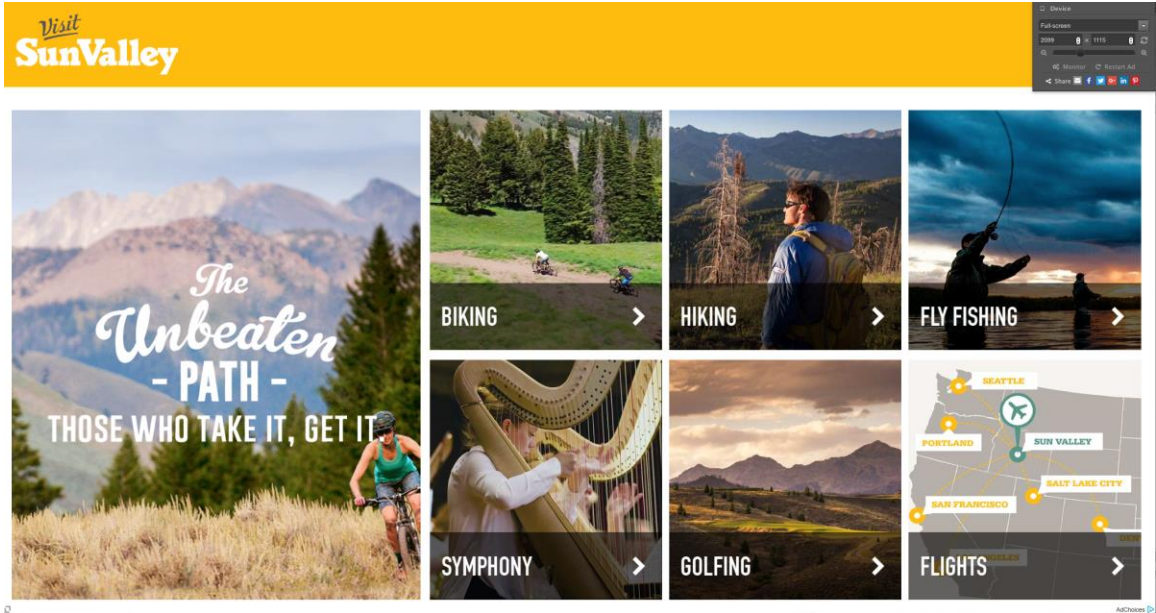 Visit
SunValley
Device
Full-screen
2099 × 1115
Monitor Restart Ad
Share
The
Unbeaten
- PATH -
THOSE WHO TAKE IT, GET IT.
BIKING
HIKING
FLY FISHING
SYMPHONY
GOLFING
SEATTLE
PORTLAND
SUN VALLEY
SALT LAKE CITY
SAN FRANCISCO
FLIGHTS
AdChoices